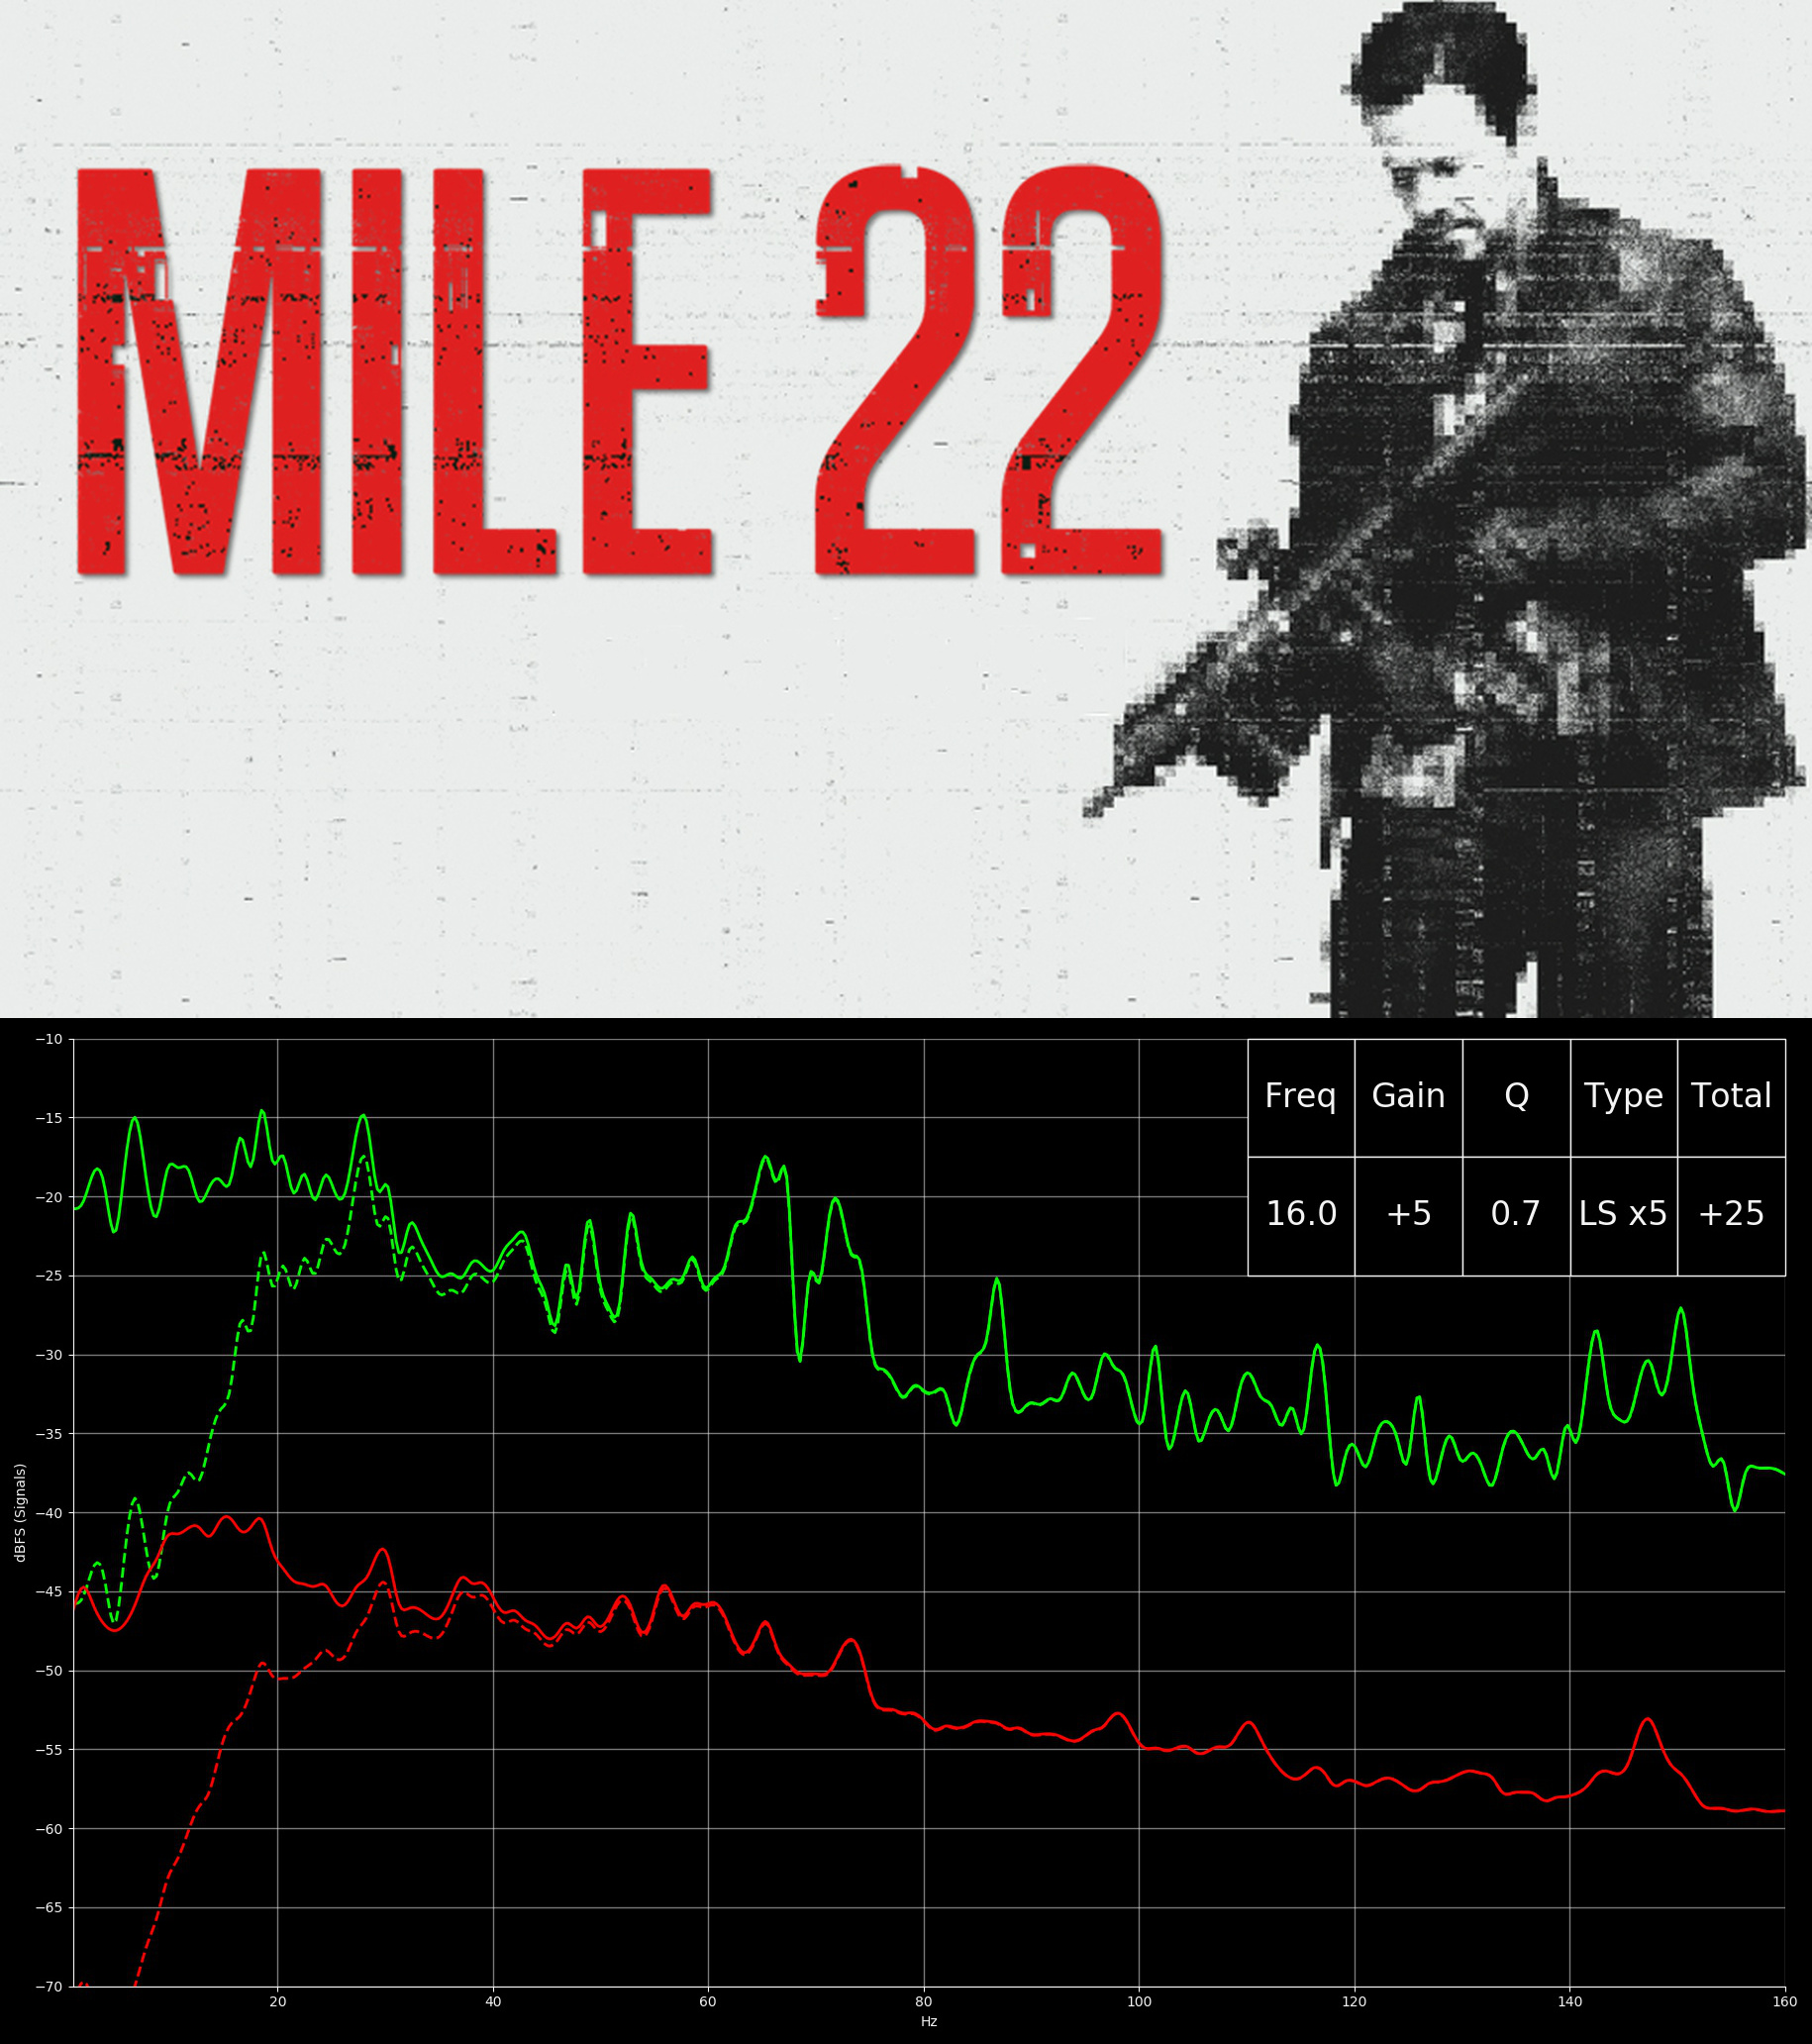 MILE 22
Freq Gain Q Type Total
16.0 +5 0.7 LS x5 +25
−10
−15
−20
−25
−30
−35
−40
−45
−50
−55
−60
−65
−70
dBFS (Signals)
20 40 60 80 100 120 140 160
Hz